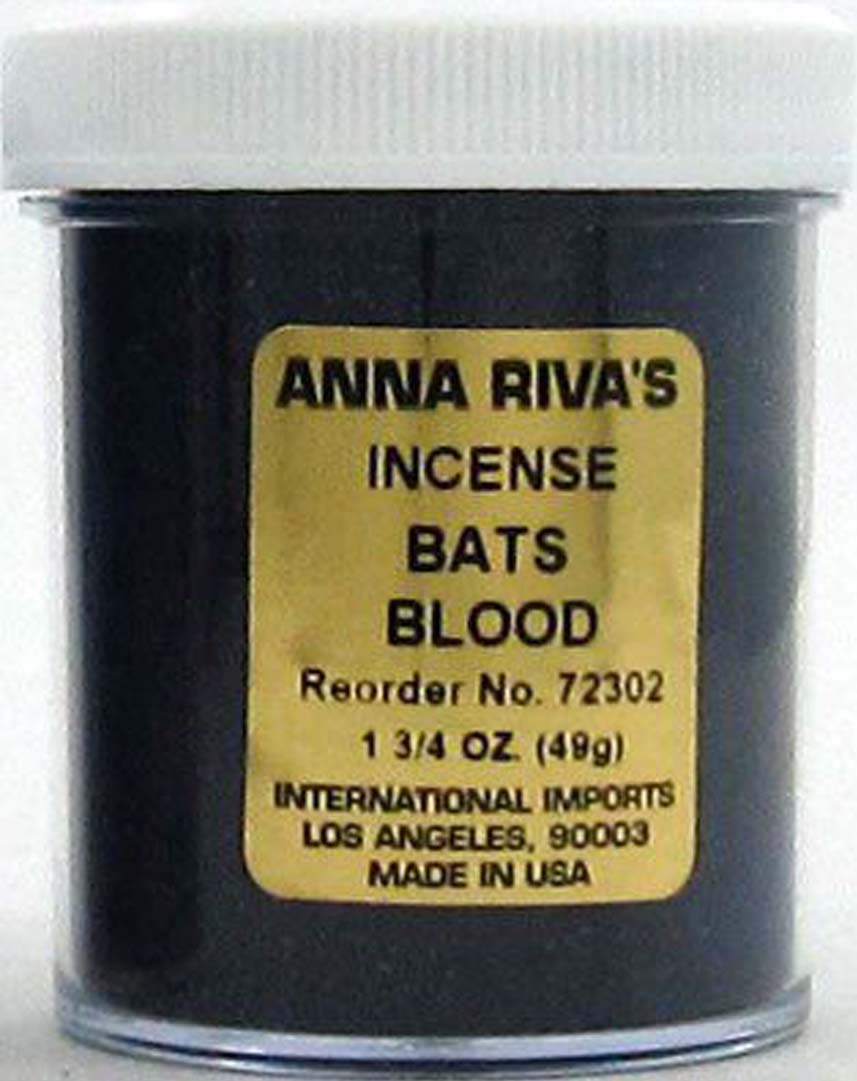 ANNA RIVA'S
INCENSE
BATS
BLOOD
Reorder No. 72302
1 3/4 OZ. (49g)
INTERNATIONAL IMPORTS
LOS ANGELES, 90003
MADE IN USA